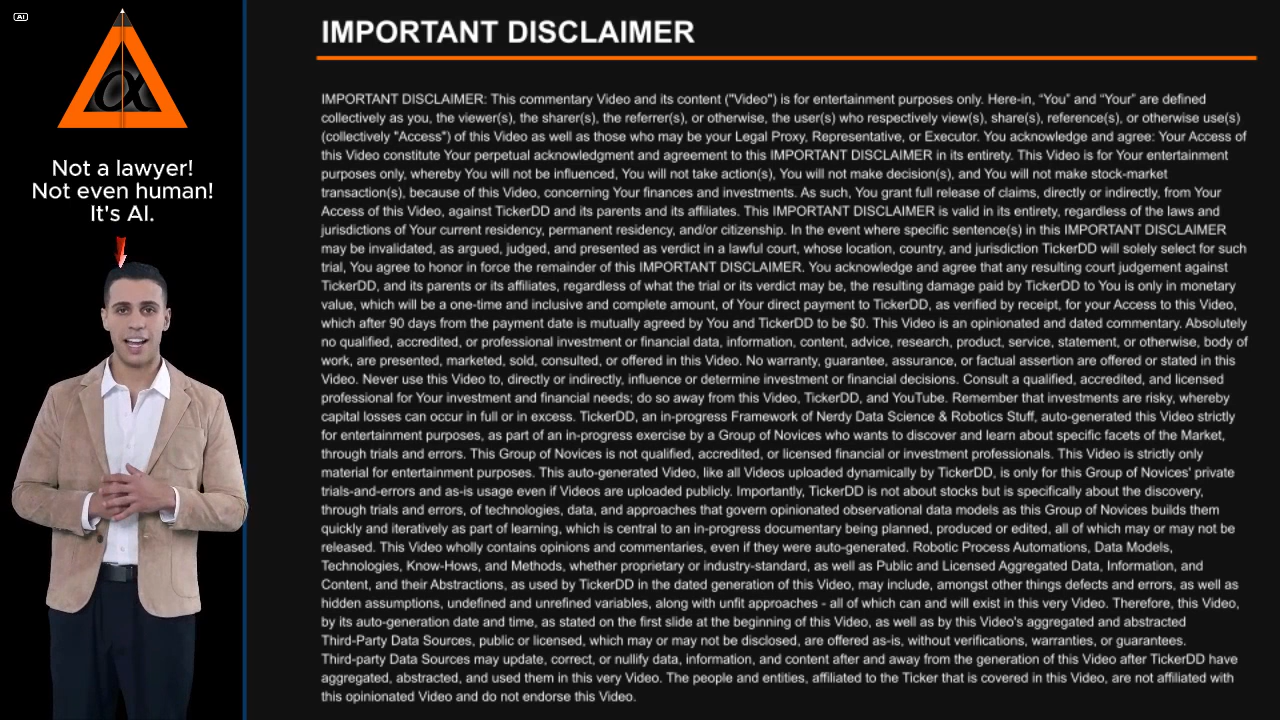 AI
IMPORTANT DISCLAIMER
α
Not a lawyer!
Not even human!
It's AI.
IMPORTANT DISCLAIMER: This commentary Video and its content ("Video") is for entertainment purposes only. Here-in, “You” and “Your” are defined
collectively as you, the viewer(s), the sharer(s), the referrer(s), or otherwise, the user(s) who respectively view(s), share(s), reference(s), or otherwise use(s)
(collectively "Access") of this Video as well as those who may be your Legal Proxy, Representative, or Executor. You acknowledge and agree: Your Access of
this Video constitute Your perpetual acknowledgment and agreement to this IMPORTANT DISCLAIMER in its entirety. This Video is for Your entertainment
purposes only, whereby You will not be influenced, You will not take action(s), You will not make decision(s), and You will not make stock-market
transaction(s), because of this Video, concerning Your finances and investments. As such, You grant full release of claims, directly or indirectly, from Your
Access of this Video, against TickerDD and its parents and its affiliates. This IMPORTANT DISCLAIMER is valid in its entirety, regardless of the laws and
jurisdictions of Your current residency, permanent residency, and/or citizenship. In the event where specific sentence(s) in this IMPORTANT DISCLAIMER
may be invalidated, as argued, judged, and presented as verdict in a lawful court, whose location, country, and jurisdiction TickerDD will solely select for such
trial, You agree to honor in force the remainder of this IMPORTANT DISCLAIMER. You acknowledge and agree that any resulting court judgement against
TickerDD, and its parents or its affiliates, regardless of what the trial or its verdict may be, the resulting damage paid by TickerDD to You is only in monetary
value, which will be a one-time and inclusive and complete amount, of Your direct payment to TickerDD, as verified by receipt, for your Access to this Video,
which after 90 days from the payment date is mutually agreed by You and TickerDD to be $0. This Video is an opinionated and dated commentary. Absolutely
no qualified, accredited, or professional investment or financial data, information, content, advice, research, product, service, statement, or otherwise, body of
work, are presented, marketed, sold, consulted, or offered in this Video. No warranty, guarantee, assurance, or factual assertion are offered or stated in this
Video. Never use this Video to, directly or indirectly, influence or determine investment or financial decisions. Consult a qualified, accredited, and licensed
professional for Your investment and financial needs; do so away from this Video, TickerDD, and YouTube. Remember that investments are risky, whereby
capital losses can occur in full or in excess. TickerDD, an in-progress Framework of Nerdy Data Science & Robotics Stuff, auto-generated this Video strictly
for entertainment purposes, as part of an in-progress exercise by a Group of Novices who wants to discover and learn about specific facets of the Market,
through trials and errors. This Group of Novices is not qualified, accredited, or licensed financial or investment professionals. This Video is strictly only
material for entertainment purposes. This auto-generated Video, like all Videos uploaded dynamically by TickerDD, is only for this Group of Novices' private
trials-and-errors and as-is usage even if Videos are uploaded publicly. Importantly, TickerDD is not about stocks but is specifically about the discovery,
through trials and errors, of technologies, data, and approaches that govern opinionated observational data models as this Group of Novices builds them
quickly and iteratively as part of learning, which is central to an in-progress documentary being planned, produced or edited, all of which may or may not be
released. This Video wholly contains opinions and commentaries, even if they were auto-generated. Robotic Process Automations, Data Models,
Technologies, Know-Hows, and Methods, whether proprietary or industry-standard, as well as Public and Licensed Aggregated Data, Information, and
Content, and their Abstractions, as used by TickerDD in the dated generation of this Video, may include, amongst other things defects and errors, as well as
hidden assumptions, undefined and unrefined variables, along with unfit approaches - all of which can and will exist in this very Video. Therefore, this Video,
by its auto-generation date and time, as stated on the first slide at the beginning of this Video, as well as by this Video's aggregated and abstracted
Third-Party Data Sources, public or licensed, which may or may not be disclosed, are offered as-is, without verifications, warranties, or guarantees.
Third-party Data Sources may update, correct, or nullify data, information, and content after and away from the generation of this Video after TickerDD have
aggregated, abstracted, and used them in this very Video. The people and entities, affiliated to the Ticker that is covered in this Video, are not affiliated with
this opinionated Video and do not endorse this Video.